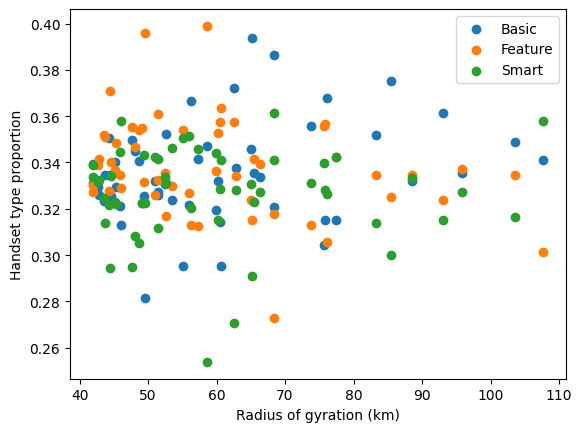 0.40
0.38
0.36
0.34
0.32
0.30
0.28
0.26
Handset type proportion
Basic
Feature
Smart
40 50 60 70 80 90 100 110
Radius of gyration (km)